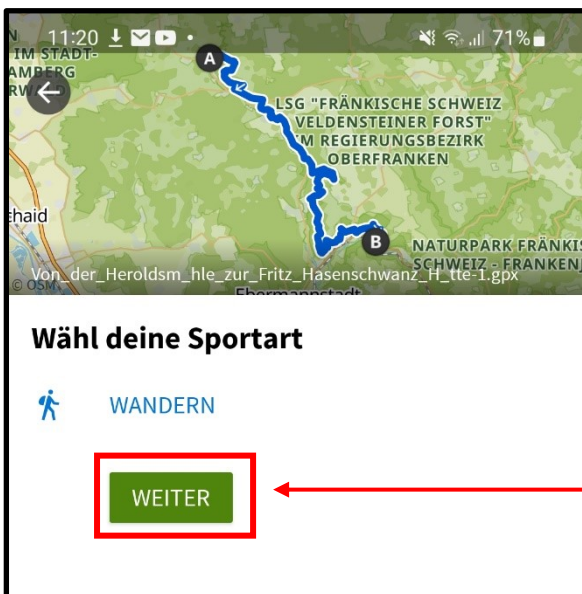 11:20 71%
IM STADT-
AMBERG
A
LSG "FRÄNKISCHE SCHWEIZ
VELDENSTEINER FORST"
IM REGIERUNGSBEZIRK
OBERFRANKEN
haid
B
NATURPARK FRÄNKIS
SCHWEIZ - FRANKENJ
Von_der_Heroldsm_hle_zur_Fritz_Hasenschwanz_H_tte-1.gpx
© OSM
Ebermannstadt
Wähl deine Sportart
WANDERN
WEITER